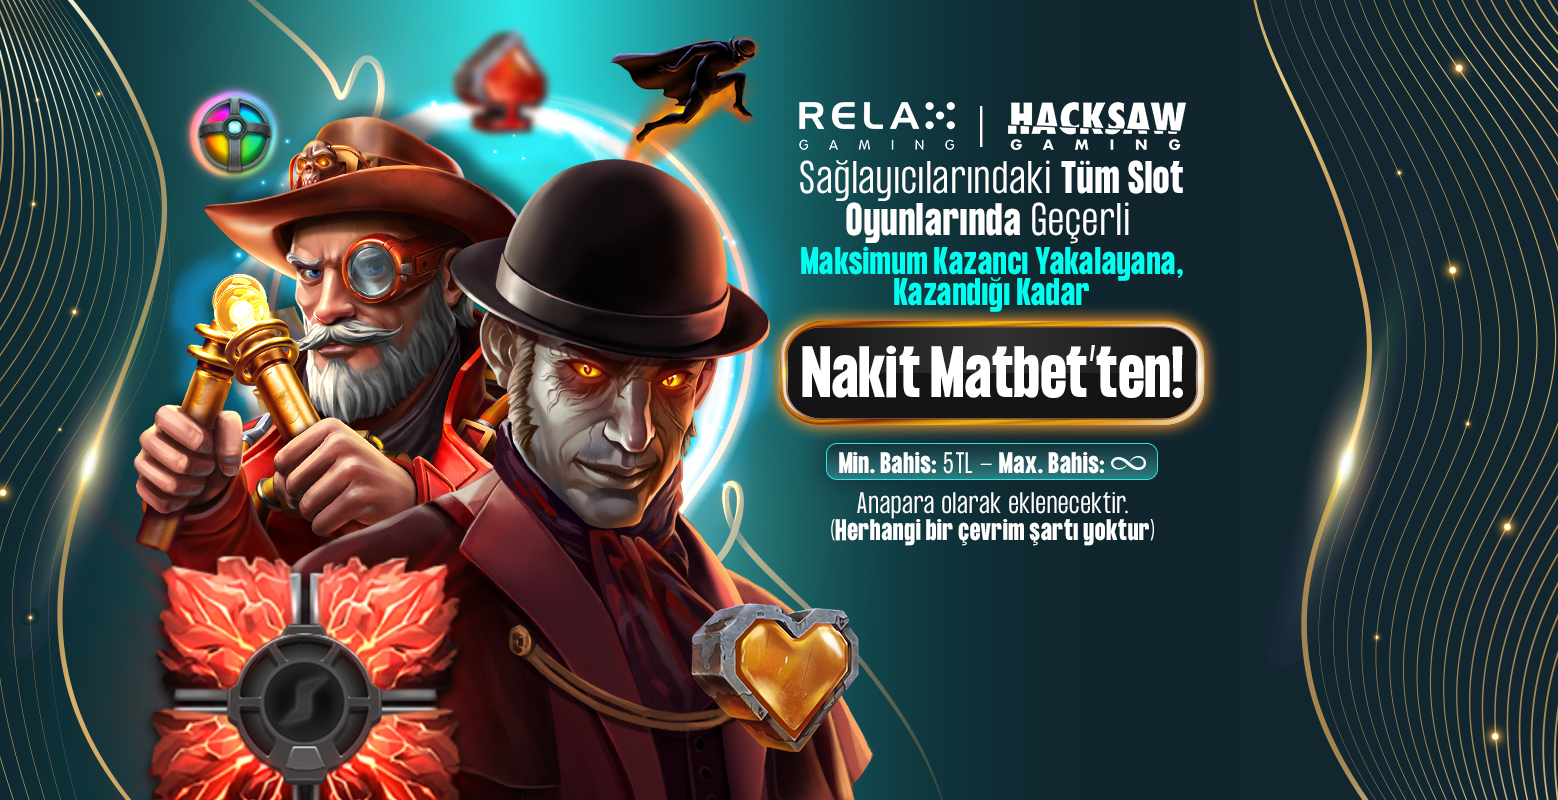 RELAX GAMING | HACKSAW GAMING
Sağlayıcılarındaki Tüm Slot
Oyunlarında Geçerli
Maksimum Kazancı Yakalayana,
Kazandığı Kadar
Nakit Matbet'ten!
Min. Bahis: 5TL – Max. Bahis: ∞
Anapara olarak eklenecektir.
(Herhangi bir çevrim şartı yoktur)